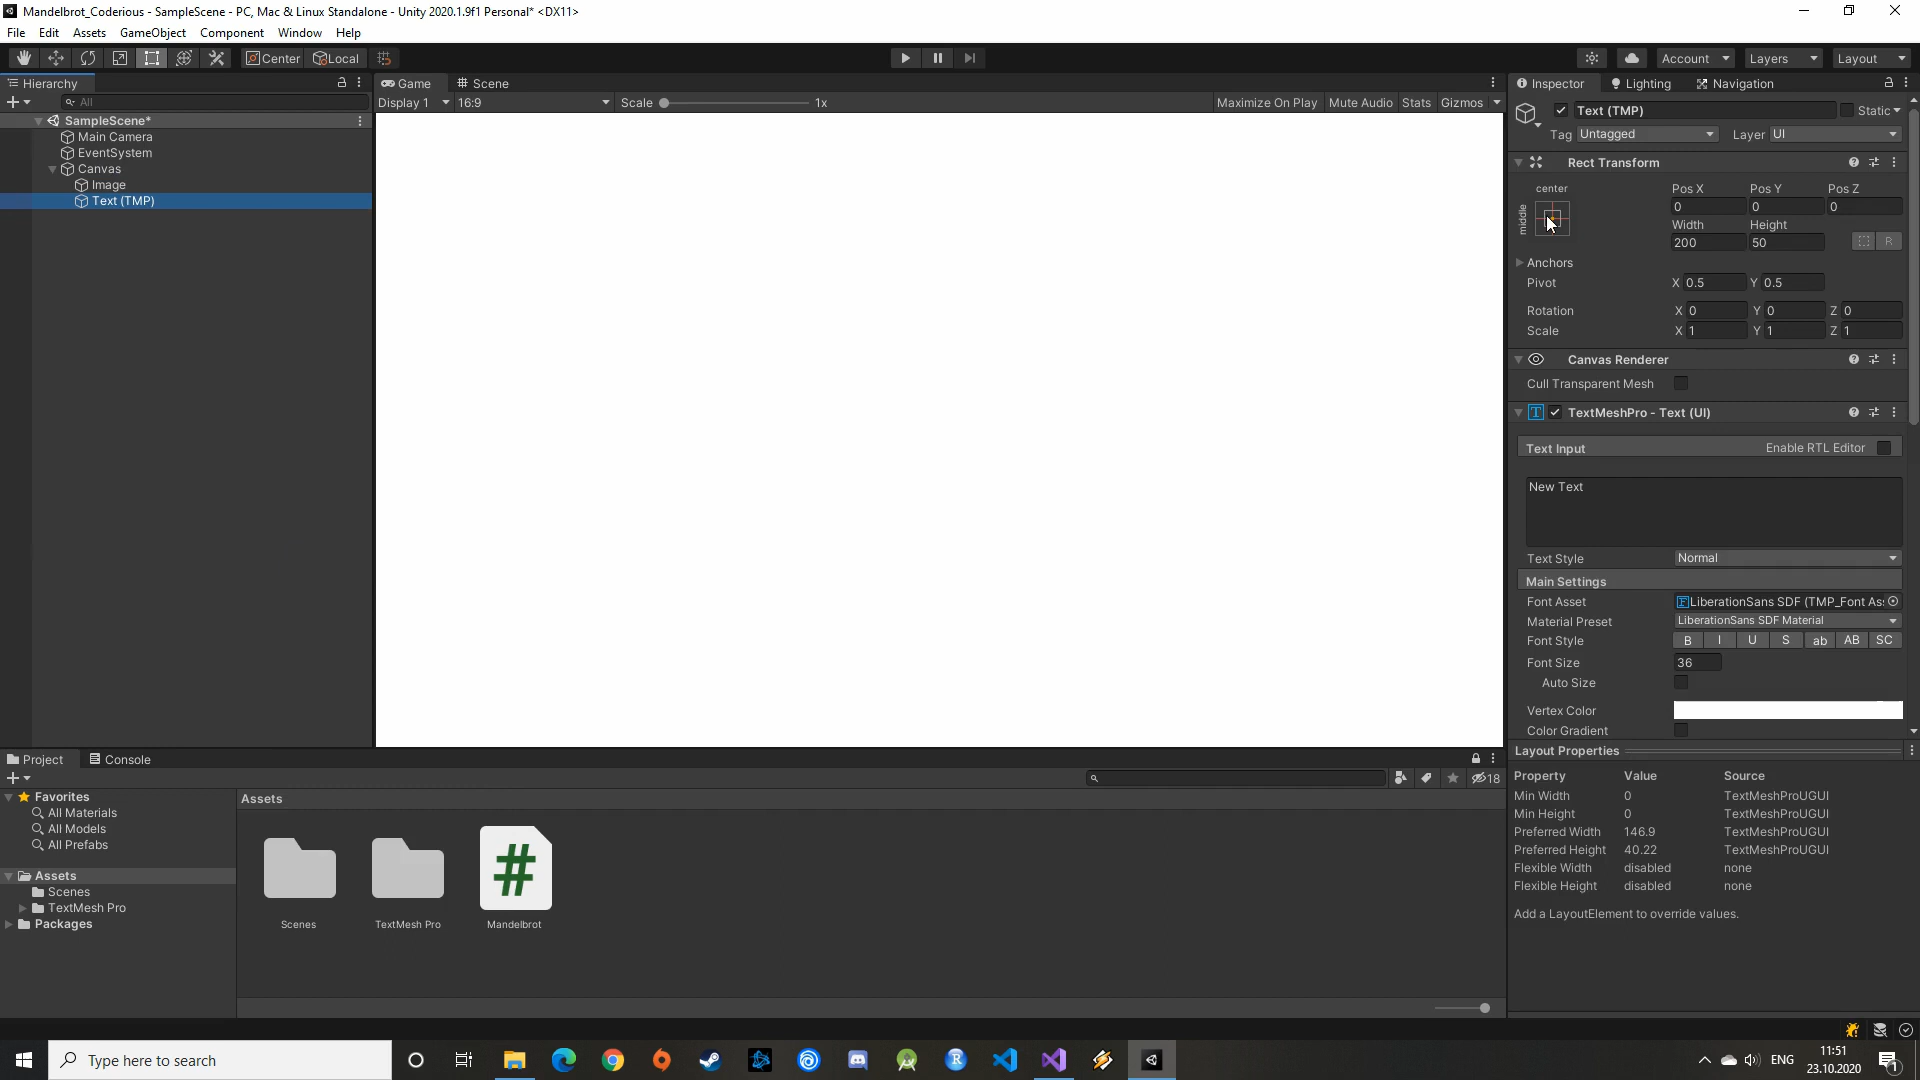 Mandelbrot_Coderious - SampleScene - PC, Mac & Linux Standalone - Unity 2020.1.9f1 Personal* <DX11>
File Edit Assets GameObject Component Window Help
Center Local Account Layers Layout
Hierarchy
All
SampleScene*
Main Camera
EventSystem
Canvas
Image
Text (TMP)
Game Scene
Display 1 16:9 Scale 1x Maximize On Play Mute Audio Stats Gizmos
Inspector Lighting Navigation
Text (TMP) Static
Tag Untagged Layer UI
Rect Transform
center Pos X Pos Y Pos Z
middle 0 0 0
Width Height
200 50 R
Anchors
Pivot X 0.5 Y 0.5
Rotation X 0 Y 0 Z 0
Scale X 1 Y 1 Z 1
Canvas Renderer
Cull Transparent Mesh
TextMeshPro - Text (UI)
Text Input Enable RTL Editor
New Text
Text Style Normal
Main Settings
Font Asset LiberationSans SDF (TMP_Font As
Material Preset LiberationSans SDF Material
Font Style B I U S ab AB SC
Font Size 36
Auto Size
Vertex Color
Color Gradient
Layout Properties
Property Value Source
Min Width 0 TextMeshProUGUI
Min Height 0 TextMeshProUGUI
Preferred Width 146.9 TextMeshProUGUI
Preferred Height 40.22 TextMeshProUGUI
Flexible Width disabled none
Flexible Height disabled none
Add a LayoutElement to override values.
Project Console
18
Favorites
All Materials
All Models
All Prefabs
Assets
Scenes
TextMesh Pro
Packages
Assets
Scenes TextMesh Pro Mandelbrot
Type here to search
ENG
11:51
23.10.2020
1